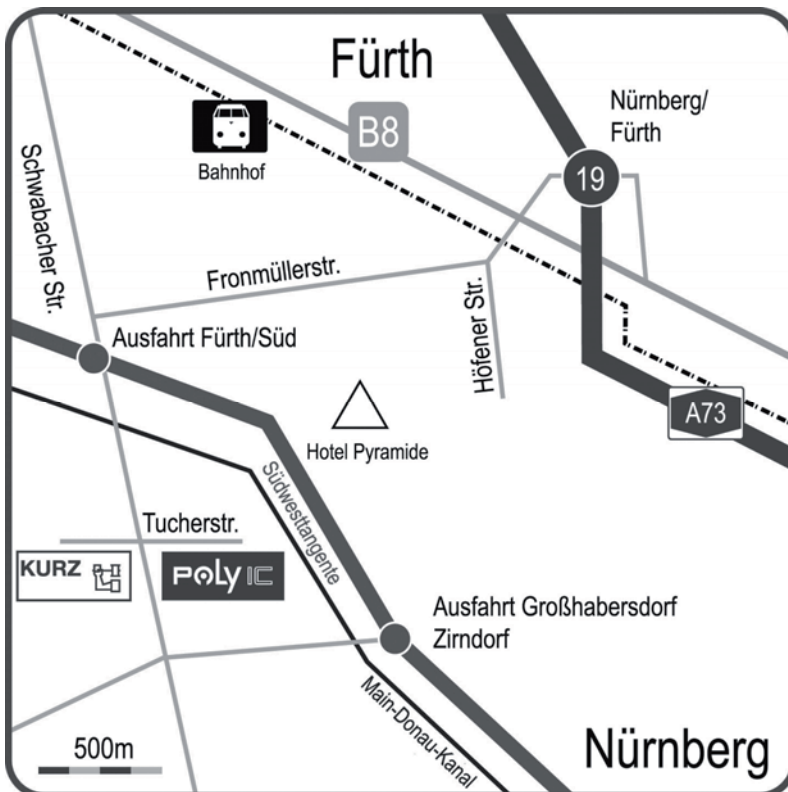 Fürth
B8
Nürnberg/
Fürth
19
Bahnhof
Schwabacher Str.
Fronmüllerstr.
Höfener Str.
Ausfahrt Fürth/Süd
A73
Hotel Pyramide
Südwesttangente
Tucherstr.
KURZ
POLY IC
Ausfahrt Großhabersdorf
Zirndorf
Main-Donau-Kanal
500m
Nürnberg